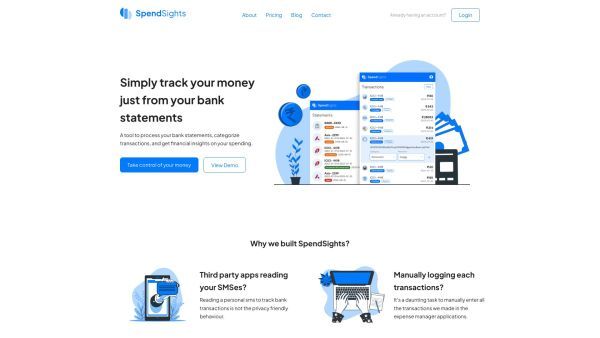 SpendSights
About Pricing Blog Contact
Already having an account?
Login
Simply track your money
just from your bank
statements
A tool to process your bank statements, categorize
transactions, and get financial insights on your spending.
Take control of your money
View Demo
SpendSights
Statements
SpendSights
Transactions
Why we built SpendSights?
Third party apps reading
your SMSes?
Reading a personal sms to track bank
transactions is not the privacy friendly
behaviour.
Manually logging each
transactions?
It's a daunting task to manually enter all
the transactions we made in the
expense manager applications.